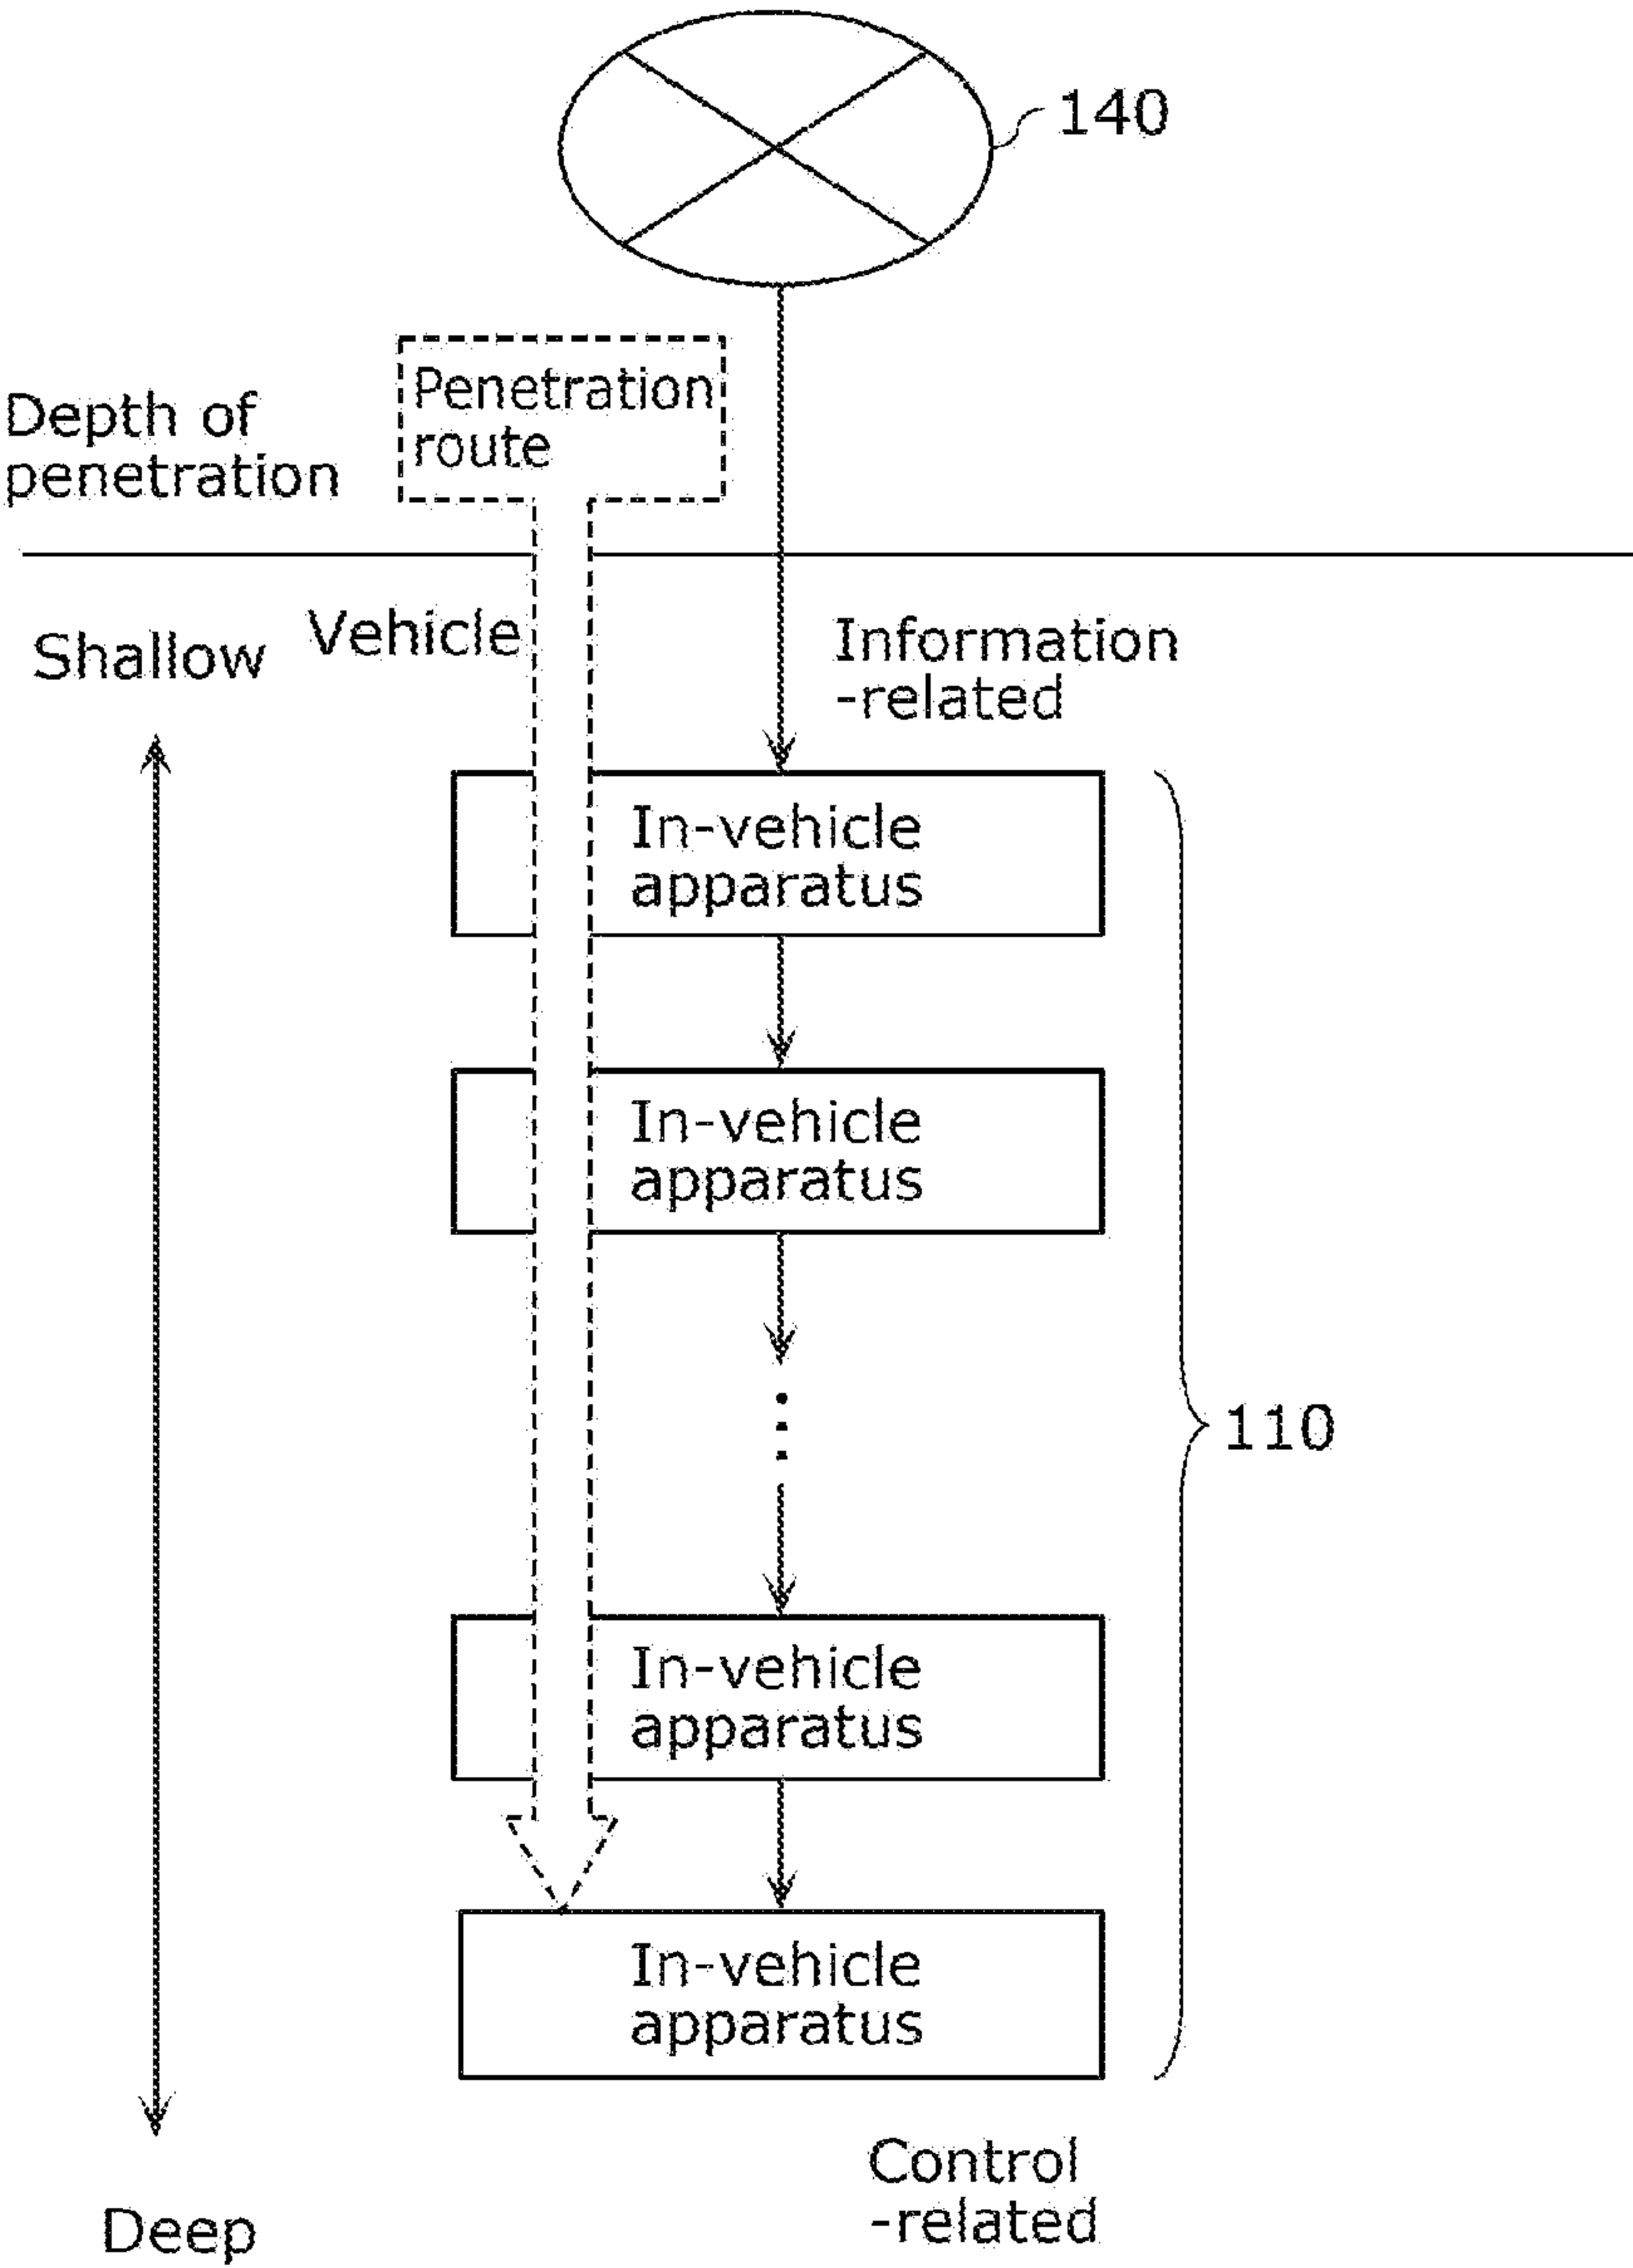 140
Penetration
route
Depth of
penetration
Shallow
Vehicle
Information
-related
In-vehicle
apparatus
In-vehicle
apparatus
110
In-vehicle
apparatus
In-vehicle
apparatus
Control
-related
Deep